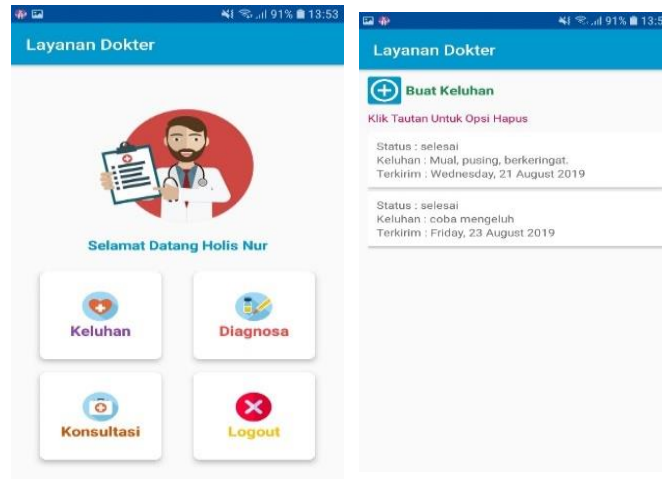 91% 13:53
Layanan Dokter
Selamat Datang Holis Nur
Keluhan
Diagnosa
Konsultasi
Logout
91% 13:5
Layanan Dokter
Buat Keluhan
Klik Tautan Untuk Opsi Hapus
Status : selesai
Keluhan : Mual, pusing, berkeringat.
Terkirim : Wednesday, 21 August 2019
Status : selesai
Keluhan : coba mengeluh
Terkirim : Friday, 23 August 2019